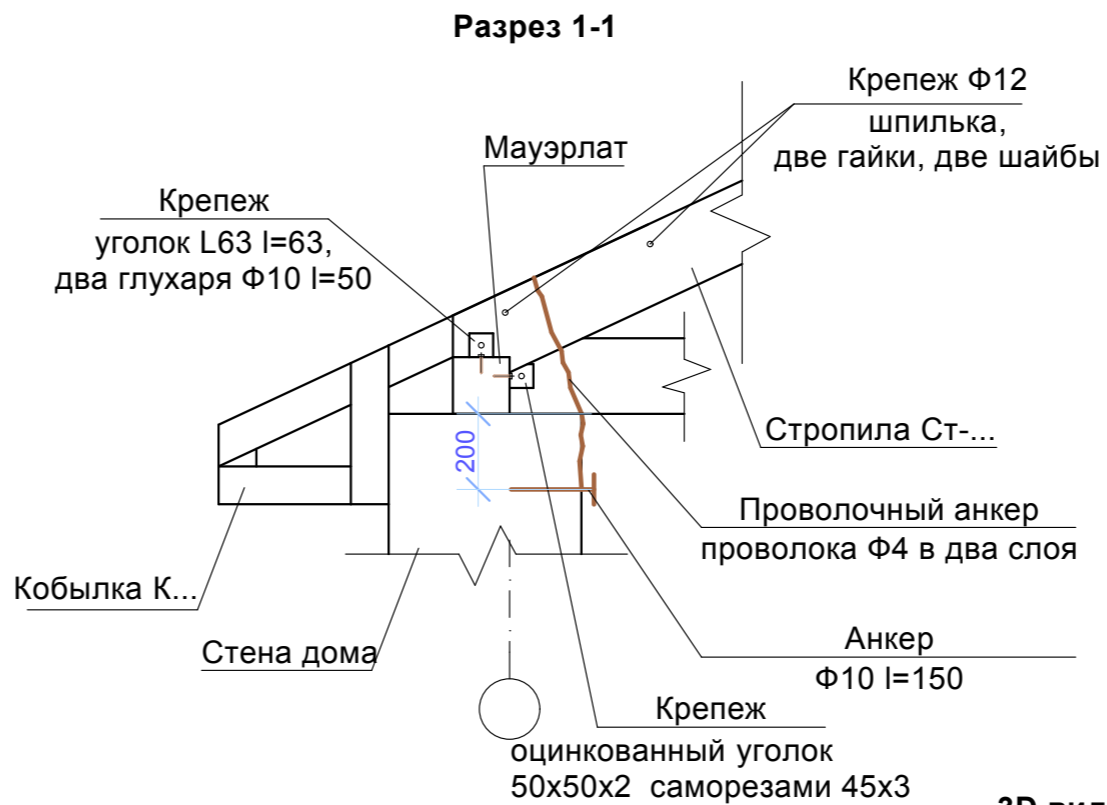 Разрез 1-1
Крепеж Ф12
шпилька,
две гайки, две шайбы
Мауэрлат
Крепеж
уголок L63 l=63,
два глухаря Ф10 l=50
Стропила Ст-...
200
Проволочный анкер
проволока Ф4 в два слоя
Кобылка К...
Стена дома
Анкер
Ф10 l=150
Крепеж
оцинкованный уголок
50x50x2 саморезами 45x3